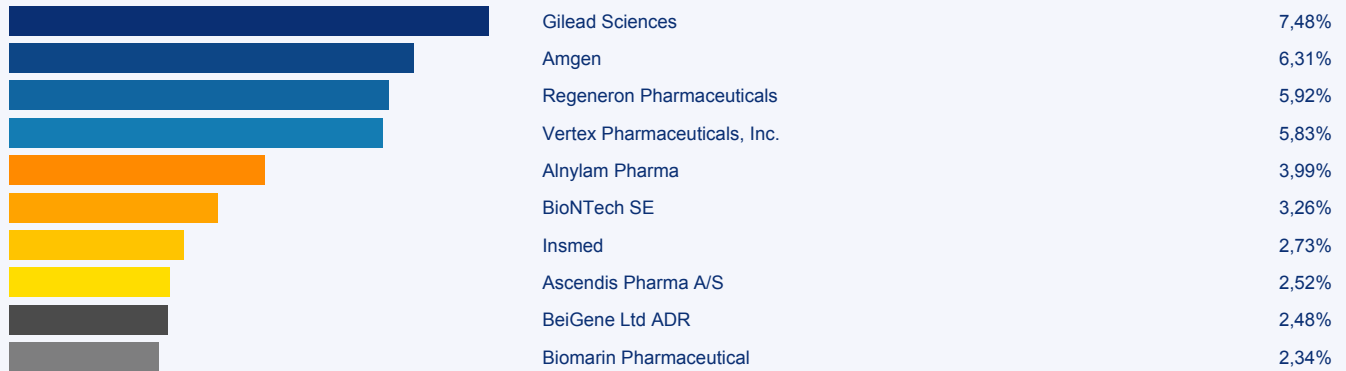 Gilead Sciences 7,48%
Amgen 6,31%
Regeneron Pharmaceuticals 5,92%
Vertex Pharmaceuticals, Inc. 5,83%
Alnylam Pharma 3,99%
BioNTech SE 3,26%
Insmed 2,73%
Ascendis Pharma A/S 2,52%
BeiGene Ltd ADR 2,48%
Biomarin Pharmaceutical 2,34%